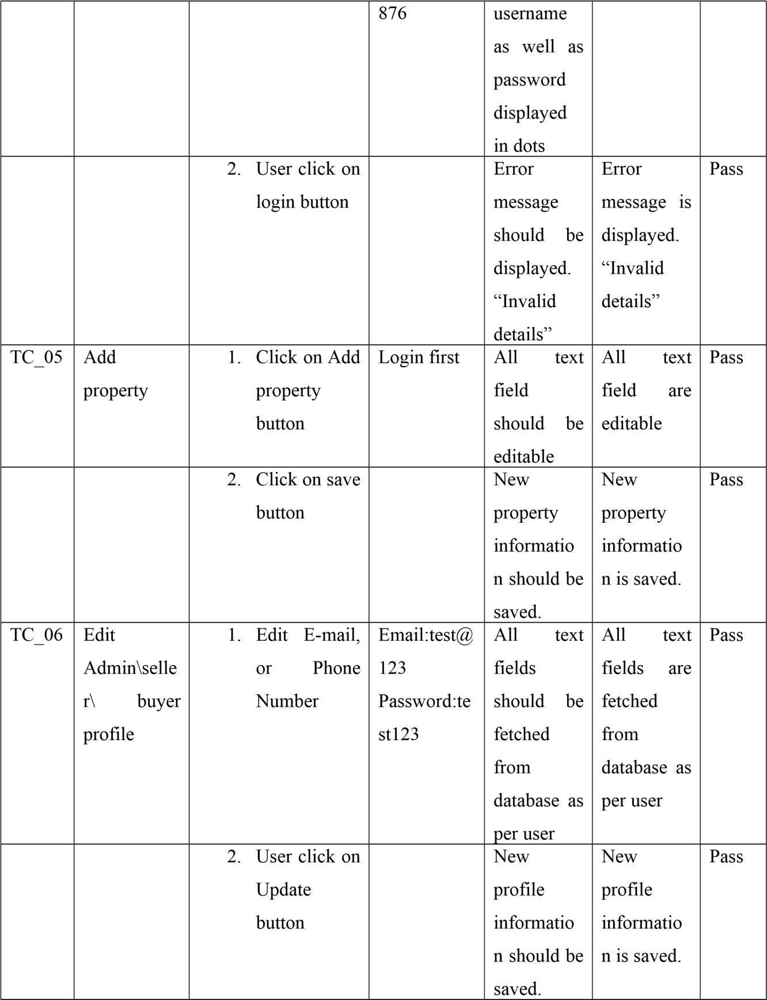 876
username
as well as
password
displayed
in dots
2. User click on
login button
Error
message
should be
displayed.
“Invalid
details”
Error
message is
displayed.
“Invalid
details”
Pass
TC_05
Add
property
1. Click on Add
property
button
Login first
All text
field
should be
editable
All text
field are
editable
Pass
2. Click on save
button
New
property
informatio
n should be
saved.
New
property
informatio
n is saved.
Pass
TC_06
Edit
Admin\selle
r\ buyer
profile
1. Edit E-mail,
or Phone
Number
Email:test@
123
Password:te
st123
All text
fields
should be
fetched
from
database as
per user
All text
fields are
fetched
from
database as
per user
Pass
2. User click on
Update
button
New
profile
informatio
n should be
saved.
New
profile
informatio
n is saved.
Pass